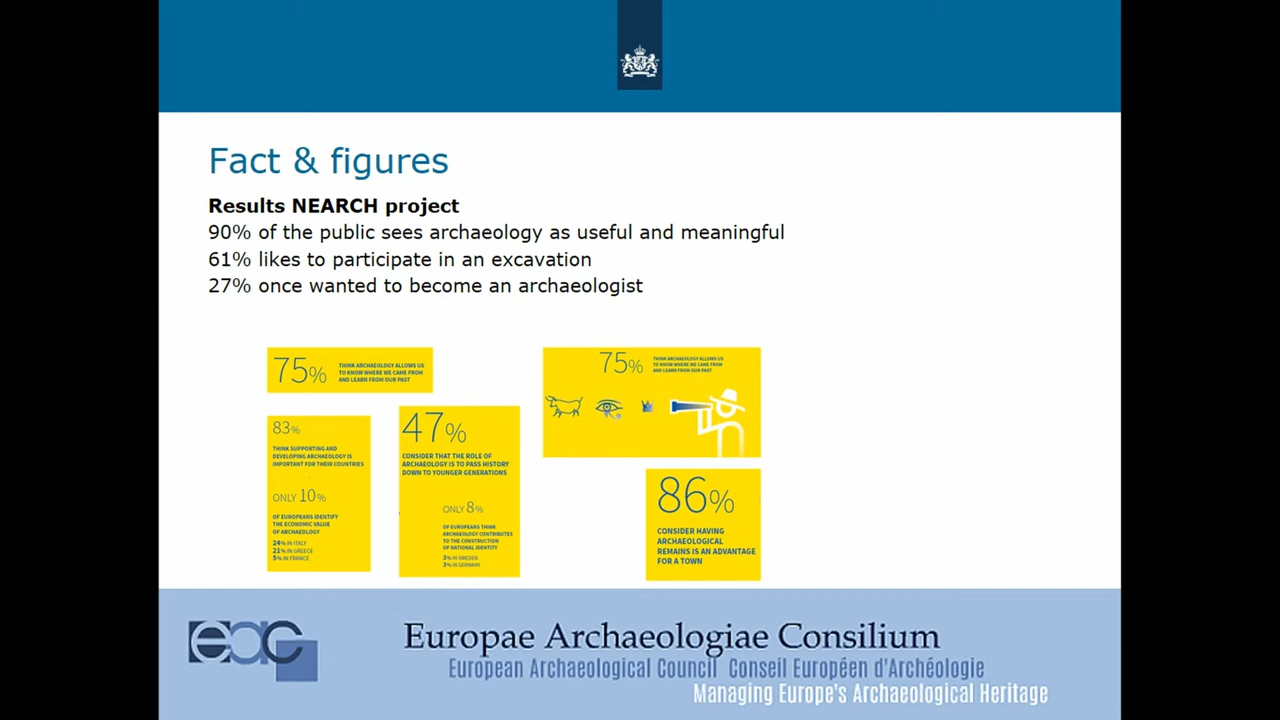 Fact & figures
Results NEARCH project
90% of the public sees archaeology as useful and meaningful
61% likes to participate in an excavation
27% once wanted to become an archaeologist
75%
THINK ARCHAEOLOGY ALLOWS US
TO KNOW WHERE WE CAME FROM
AND LEARN FROM OUR PAST
83%
THINK SUPPORTING AND
DEVELOPING ARCHAEOLOGY IS
IMPORTANT FOR THEIR COUNTRIES
ONLY 10%
OF EUROPEANS IDENTIFY
THE ECONOMIC VALUE
OF ARCHAEOLOGY
24% IN ITALY
21% IN GREECE
5% IN FRANCE
47%
CONSIDER THAT THE ROLE OF
ARCHAEOLOGY IS TO PASS HISTORY
DOWN TO YOUNGER GENERATIONS
ONLY 8%
OF EUROPEANS THINK
ARCHAEOLOGY CONTRIBUTES
TO THE CONSTRUCTION
OF NATIONAL IDENTITY
3% IN SWEDEN
3% IN GERMANY
75%
THINK ARCHAEOLOGY ALLOWS US
TO KNOW WHERE WE CAME FROM
AND LEARN FROM OUR PAST
86%
CONSIDER HAVING
ARCHAEOLOGICAL
REMAINS IS AN ADVANTAGE
FOR A TOWN
eac
Europae Archaeologiae Consilium
European Archaeological Council Conseil Européen d'Archéologie
Managing Europe's Archaeological Heritage